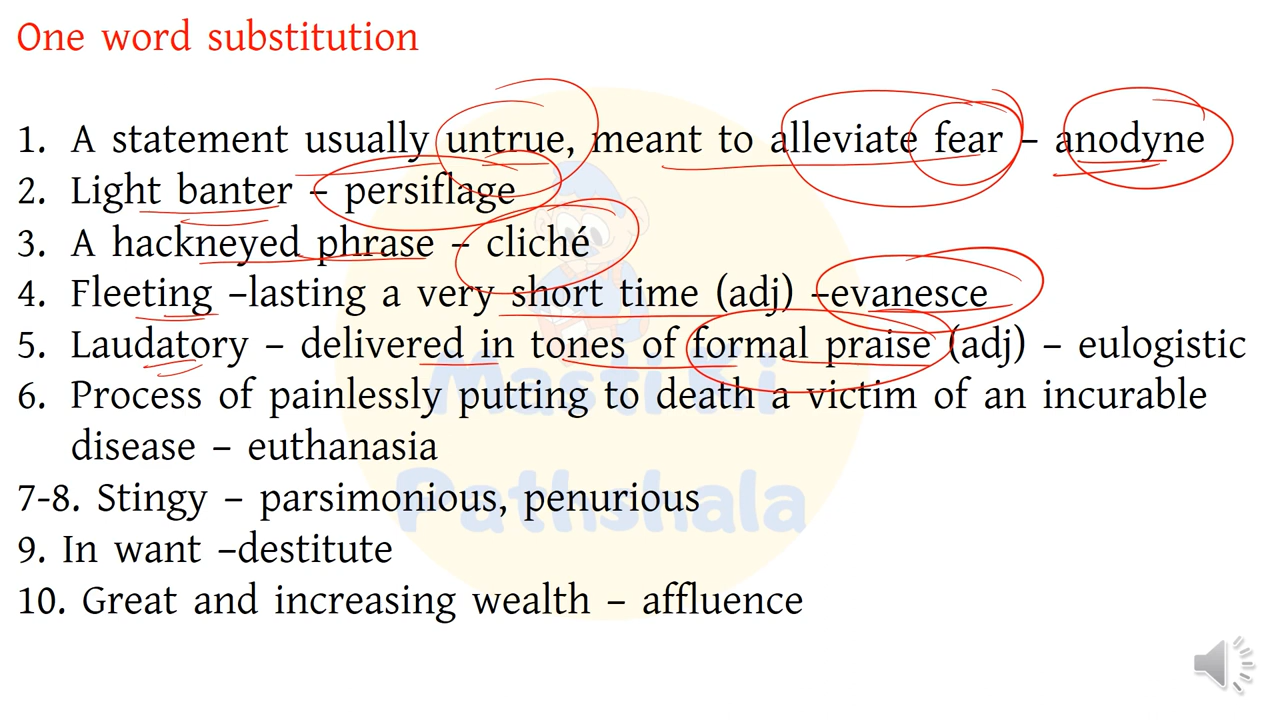 One word substitution
1. A statement usually untrue, meant to alleviate fear – anodyne
2. Light banter – persiflage
3. A hackneyed phrase – cliché
4. Fleeting –lasting a very short time (adj) –evanesce
5. Laudatory – delivered in tones of formal praise (adj) – eulogistic
6. Process of painlessly putting to death a victim of an incurable
disease – euthanasia
7-8. Stingy – parsimonious, penurious
9. In want –destitute
10. Great and increasing wealth – affluence
Masti Ki
Pathshala